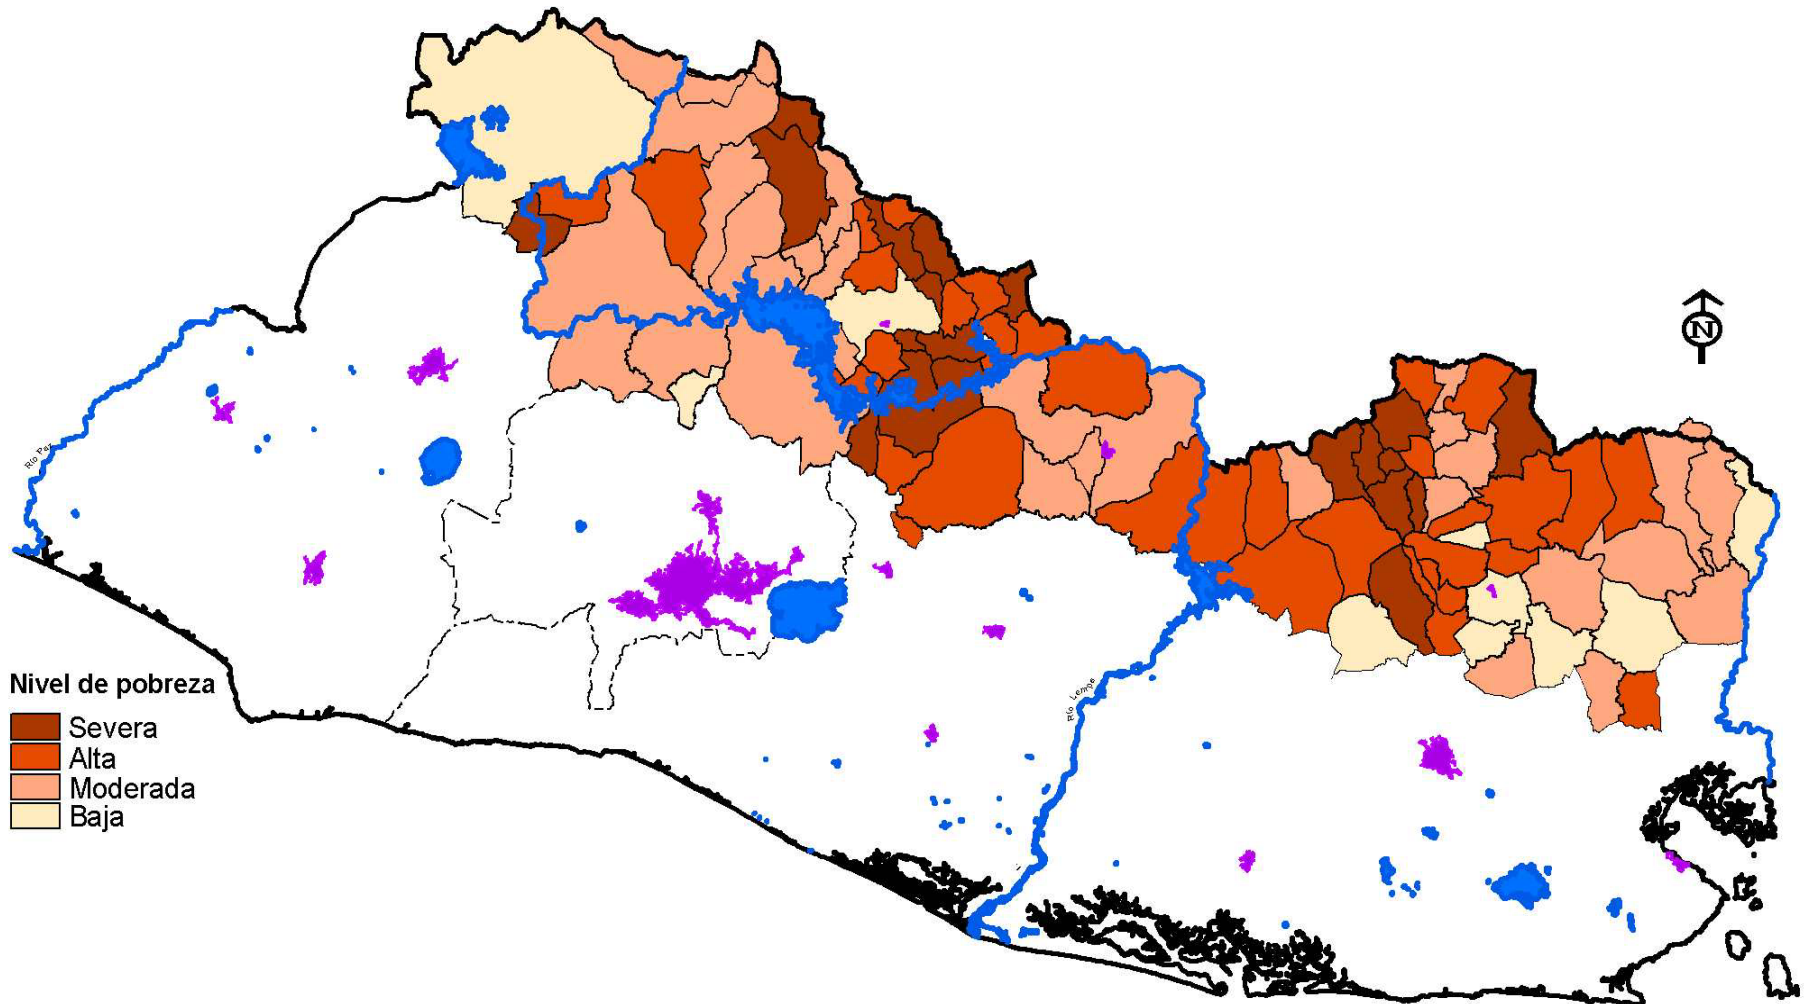 N
Río Paz
Río Lempa
Nivel de pobreza
Severa
Alta
Moderada
Baja